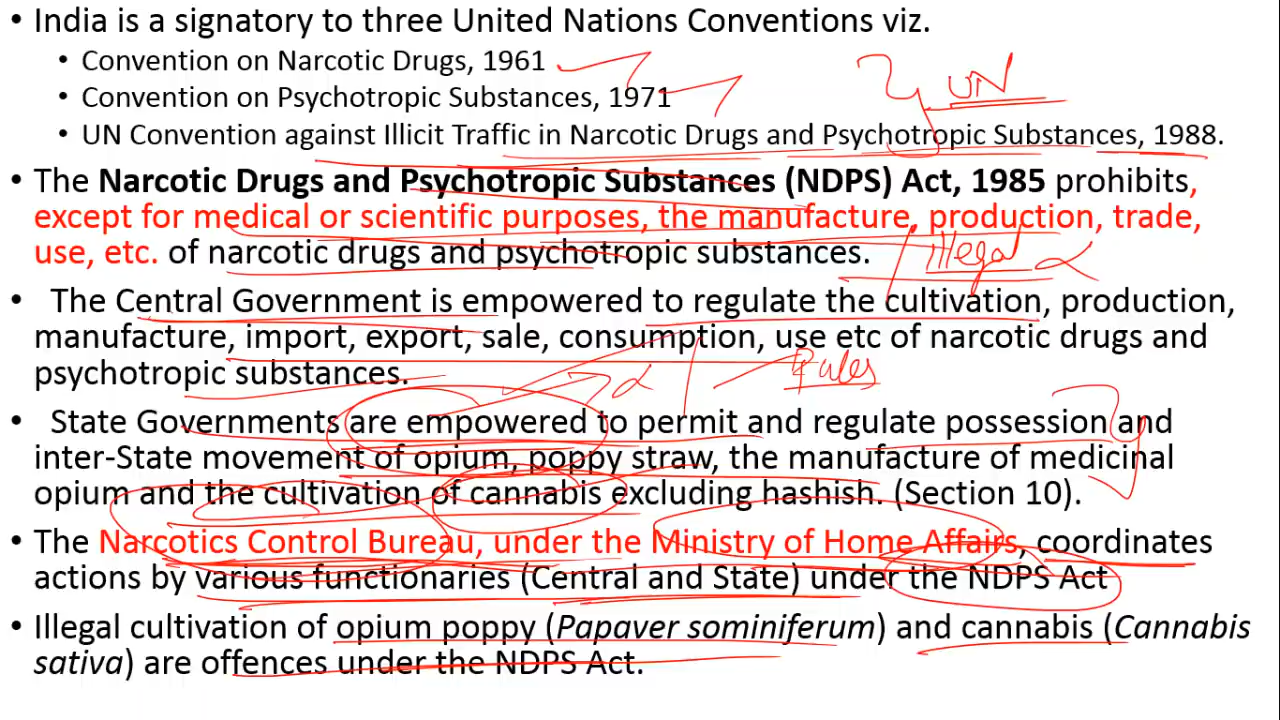 • India is a signatory to three United Nations Conventions viz.
• Convention on Narcotic Drugs, 1961
• Convention on Psychotropic Substances, 1971
UN
• UN Convention against Illicit Traffic in Narcotic Drugs and Psychotropic Substances, 1988.
• The Narcotic Drugs and Psychotropic Substances (NDPS) Act, 1985 prohibits,
except for medical or scientific purposes, the manufacture, production, trade,
use, etc. of narcotic drugs and psychotropic substances.
illegal
• The Central Government is empowered to regulate the cultivation, production,
manufacture, import, export, sale, consumption, use etc of narcotic drugs and
psychotropic substances.
Rules
• State Governments are empowered to permit and regulate possession and
inter-State movement of opium, poppy straw, the manufacture of medicinal
opium and the cultivation of cannabis excluding hashish. (Section 10).
• The Narcotics Control Bureau, under the Ministry of Home Affairs, coordinates
actions by various functionaries (Central and State) under the NDPS Act
• Illegal cultivation of opium poppy (Papaver sominiferum) and cannabis (Cannabis
sativa) are offences under the NDPS Act.